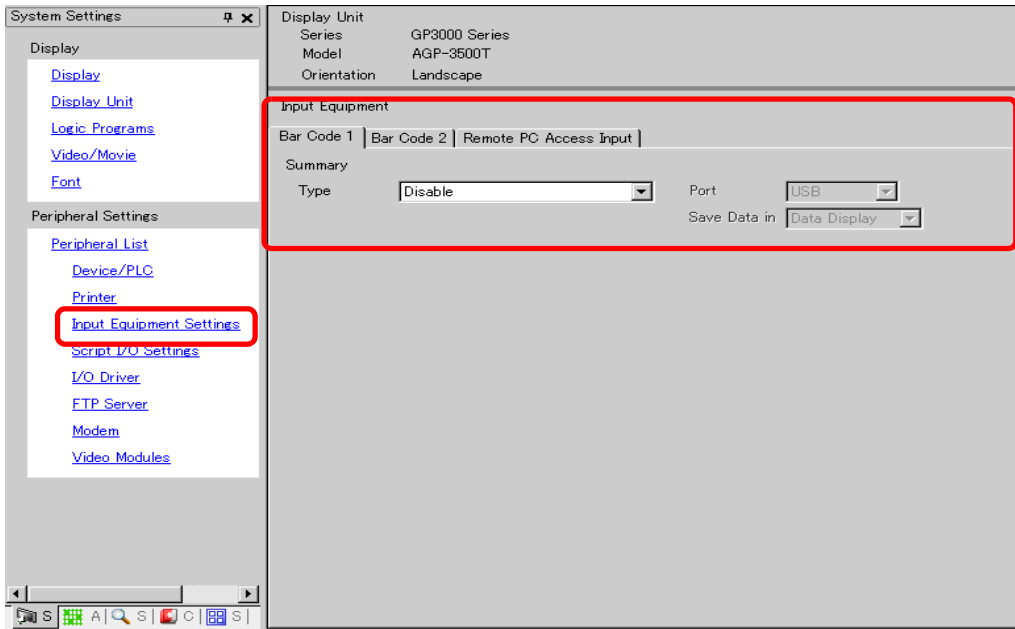 System Settings
Display
Display
Display Unit
Logic Programs
Video/Movie
Font
Peripheral Settings
Peripheral List
Device/PLC
Printer
Input Equipment Settings
Script I/O Settings
I/O Driver
FTP Server
Modem
Video Modules
S A S C S
Display Unit
Series GP3000 Series
Model AGP-3500T
Orientation Landscape
Input Equipment
Bar Code 1 Bar Code 2 Remote PC Access Input
Summary
Type Disable Port USB
Save Data in Data Display